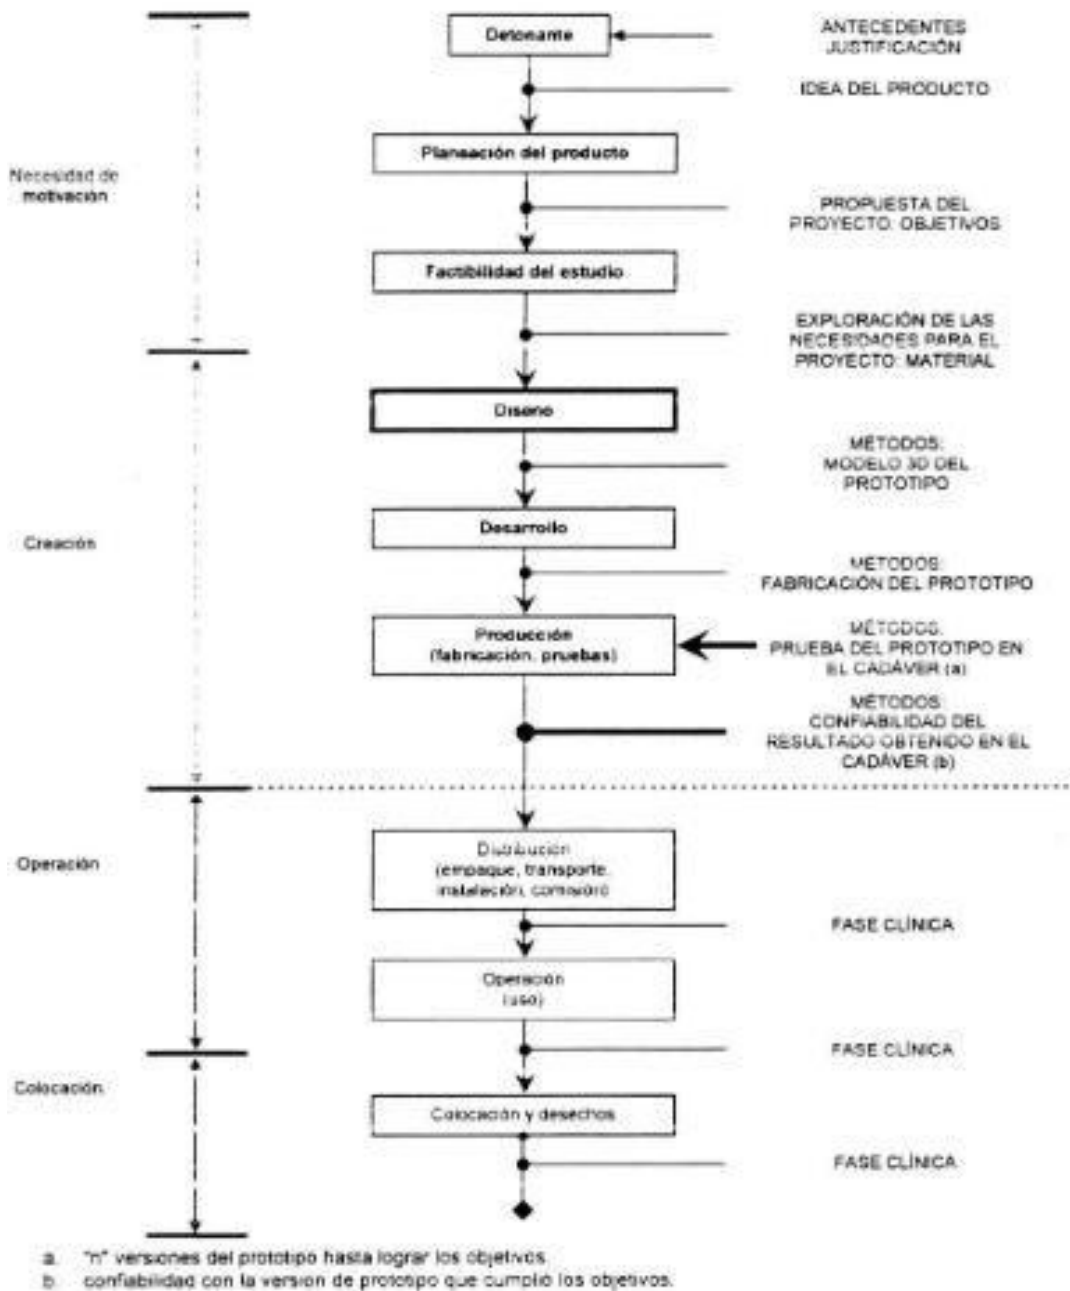 Detonante
ANTECEDENTES
JUSTIFICACIÓN
IDEA DEL PRODUCTO
Planeación del producto
Necesidad de
motivación
PROPUESTA DEL
PROYECTO: OBJETIVOS
Factibilidad del estudio
EXPLORACIÓN DE LAS
NECESIDADES PARA EL
PROYECTO: MATERIAL
Diseno
MÉTODOS:
MODELO 3D DEL
PROTOTIPO
Desarrollo
Creación
MÉTODOS:
FABRICACIÓN DEL PROTOTIPO
Producción
(fabricación, pruebas)
MÉTODOS:
PRUEBA DEL PROTOTIPO EN
EL CADÁVER (a)
MÉTODOS:
CONFIABILIDAD DEL
RESULTADO OBTENIDO EN EL
CADÁVER (b)
Operación
Distribución
(empaque, transporte,
instalación, comisión)
FASE CLÍNICA
Operación
(uso)
FASE CLÍNICA
Colocación
Colocación y desechos
FASE CLÍNICA
a. "n" versiones del prototipo hasta lograr los objetivos.
b. confiabilidad con la version de prototipo que cumplió los objetivos.